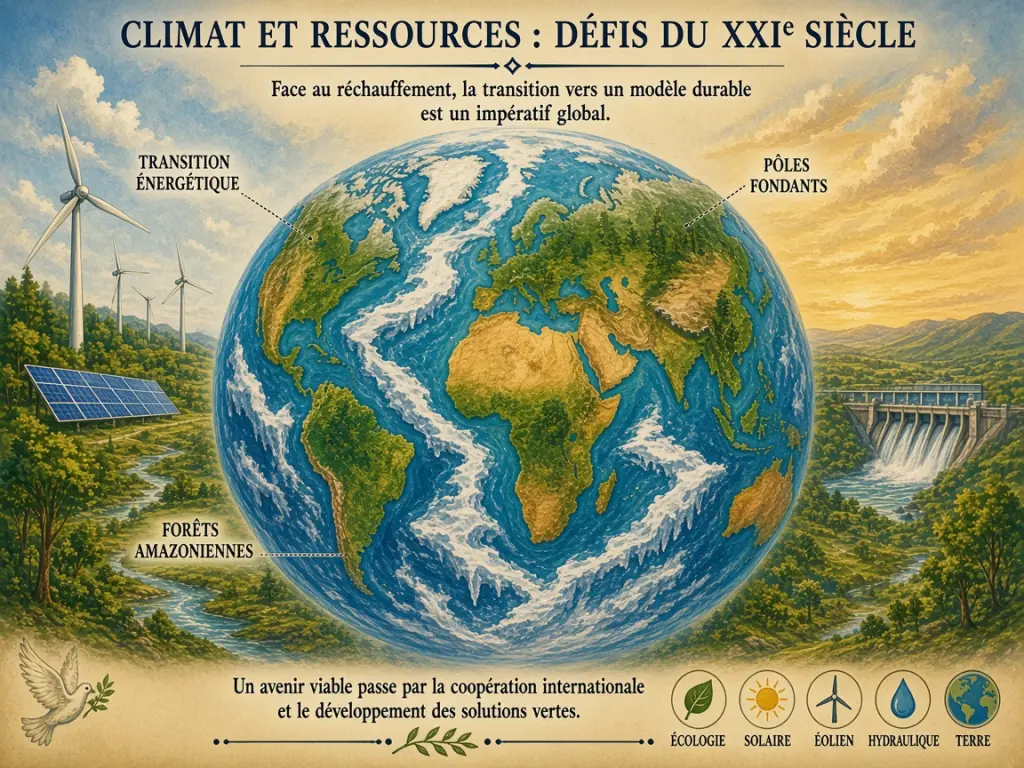 CLIMAT ET RESSOURCES : DÉFIS DU XXIᵉ SIÈCLE
Face au réchauffement, la transition vers un modèle durable
est un impératif global.
TRANSITION
ÉNERGÉTIQUE
PÔLES
FONDANTS
FORÊTS
AMAZONIENNES
Un avenir viable passe par la coopération internationale
et le développement des solutions vertes.
ÉCOLOGIE
SOLAIRE
ÉOLIEN
HYDRAULIQUE
TERRE